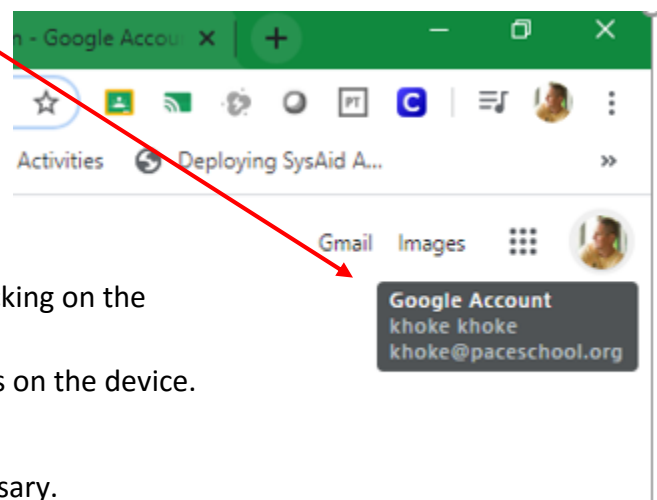 n - Google Accou
PT C
Activities Deploying SysAid A...
Gmail Images
king on the
Google Account
khoke khoke
khoke@paceschool.org
s on the device.
sary.